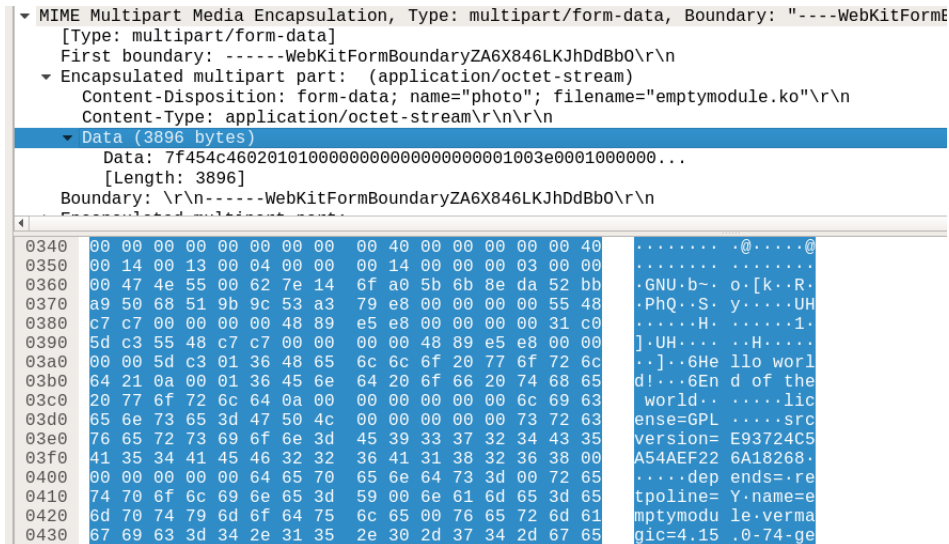 MIME Multipart Media Encapsulation, Type: multipart/form-data, Boundary: "----WebKitFormB
[Type: multipart/form-data]
First boundary: ------WebKitFormBoundaryZA6X846LKJhDdBbO\r\n
Encapsulated multipart part:  (application/octet-stream)
Content-Disposition: form-data; name="photo"; filename="emptymodule.ko"\r\n
Content-Type: application/octet-stream\r\n\r\n
Data (3896 bytes)
Data: 7f454c4602010100000000000000000001003e0001000000...
[Length: 3896]
Boundary: \r\n------WebKitFormBoundaryZA6X846LKJhDdBbO\r\n
0340 00 00 00 00 00 00 00 00 00 40 00 00 00 00 00 40 ········ ·@·····@
0350 00 14 00 13 00 04 00 00 00 14 00 00 00 03 00 00 ········ ········
0360 00 47 4e 55 00 62 7e 14 6f a0 5b 6b 8e da 52 bb ·GNU·b~· o·[k··R·
0370 a9 50 68 51 9b 9c 53 a3 79 e8 00 00 00 00 55 48 ·PhQ··S· y·····UH
0380 c7 c7 00 00 00 00 48 89 e5 e8 00 00 00 00 31 c0 ······H· ······1·
0390 5d c3 55 48 c7 c7 00 00 00 00 48 89 e5 e8 00 00 ]·UH···· ··H·····
03a0 00 00 5d c3 01 36 48 65 6c 6c 6f 20 77 6f 72 6c ··]··6He llo worl
03b0 64 21 0a 00 01 36 45 6e 64 20 6f 66 20 74 68 65 d!···6En d of the
03c0 20 77 6f 72 6c 64 0a 00 00 00 00 00 00 6c 69 63 world·· ·····lic
03d0 65 6e 73 65 3d 47 50 4c 00 00 00 00 00 73 72 63 ense=GPL ·····src
03e0 76 65 72 73 69 6f 6e 3d 45 39 33 37 32 34 43 35 version= E93724C5
03f0 41 35 34 41 45 46 32 32 36 41 31 38 32 36 38 00 A54AEF22 6A18268·
0400 00 00 00 00 00 64 65 70 65 6e 64 73 3d 00 72 65 ·····dep ends=·re
0410 74 70 6f 6c 69 6e 65 3d 59 00 6e 61 6d 65 3d 65 tpoline= Y·name=e
0420 6d 70 74 79 6d 6f 64 75 6c 65 00 76 65 72 6d 61 mptymodu le·verma
0430 67 69 63 3d 34 2e 31 35 2e 30 2d 37 34 2d 67 65 gic=4.15 .0-74-ge